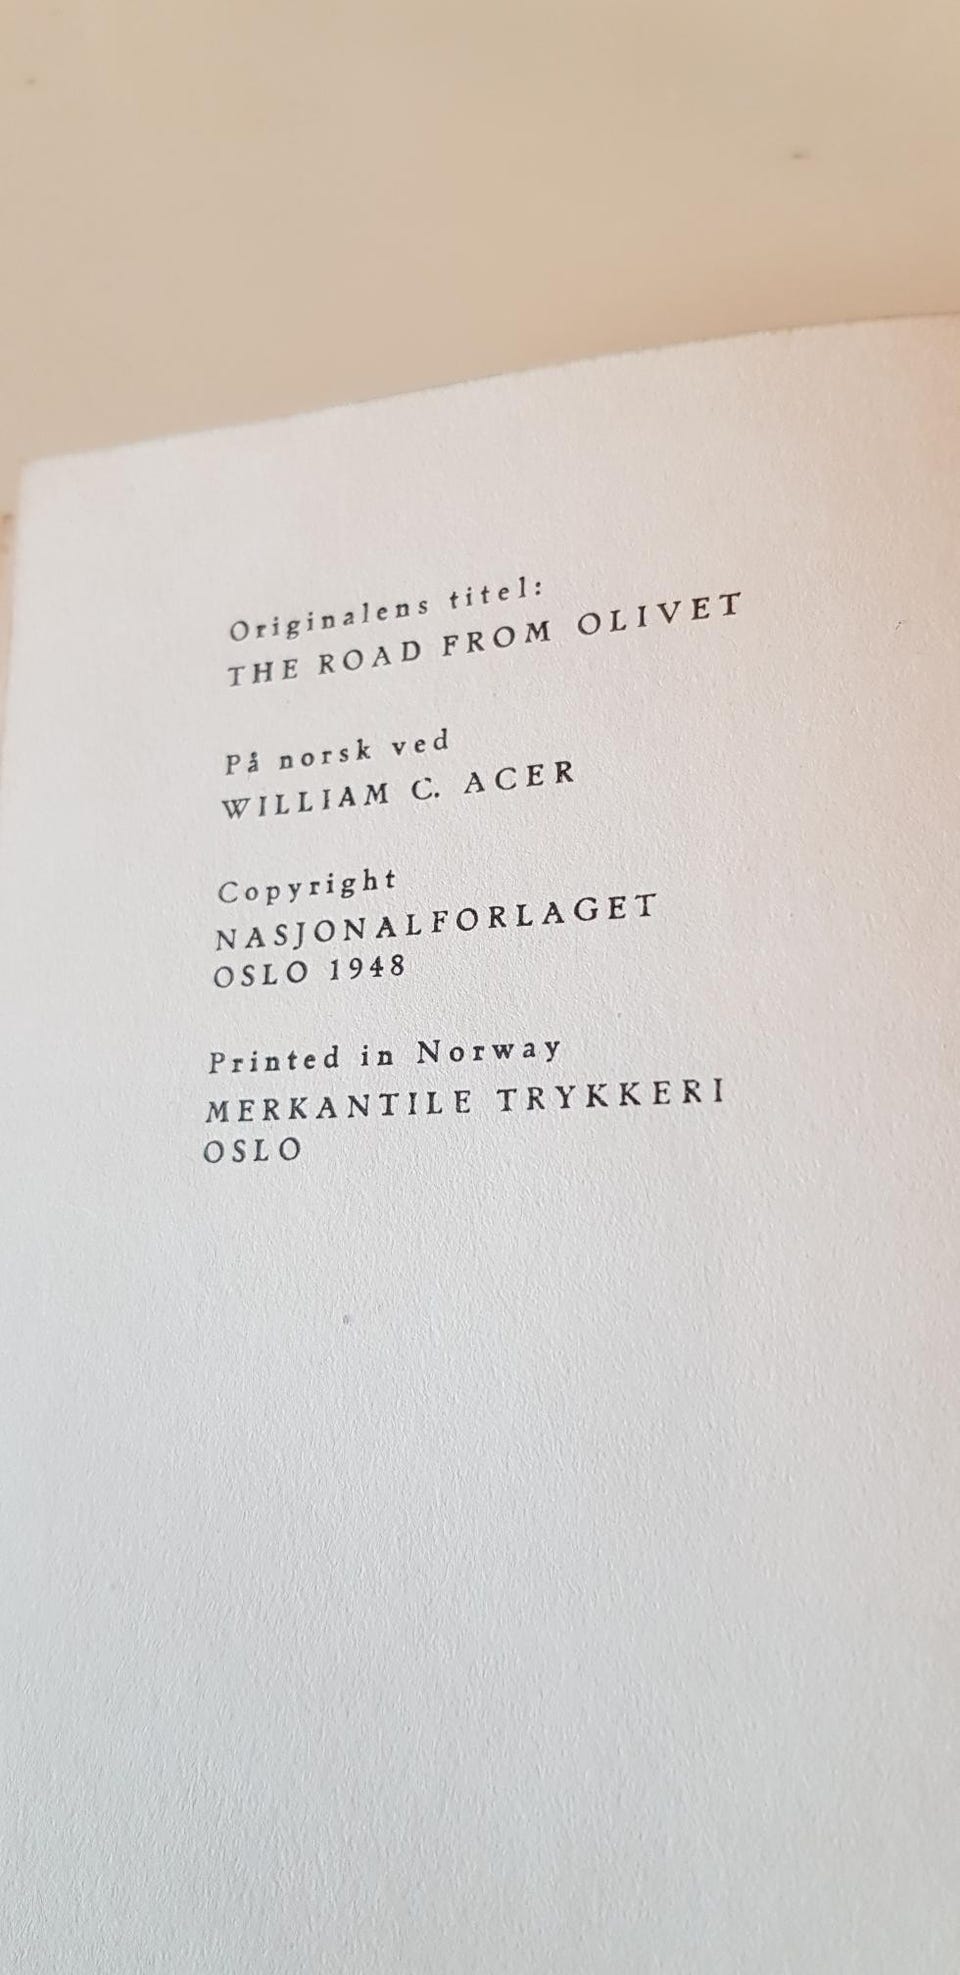 Originalens titel:
THE ROAD FROM OLIVET
På norsk ved
WILLIAM C. ACER
Copyright
NASJONALFORLAGET
OSLO 1948
Printed in Norway
MERKANTILE TRYKKERI
OSLO